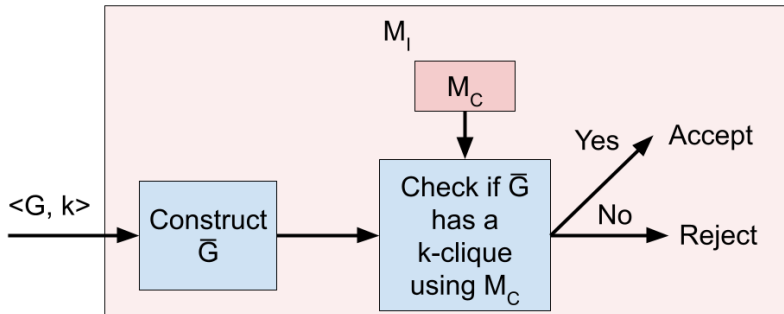 M_I
M_C
Yes
Accept
<G, k>
Construct
G̅
Check if G̅
has a
k-clique
using M_C
No
Reject